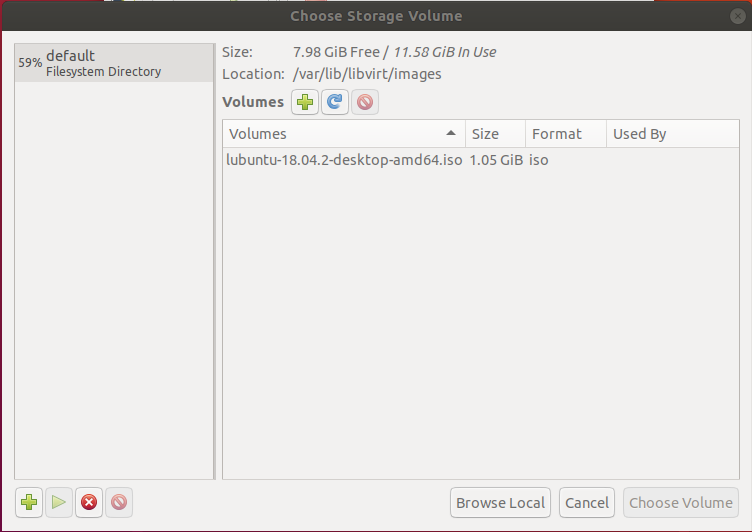 Choose Storage Volume
59% default
Filesystem Directory
Size: 7.98 GiB Free / 11.58 GiB In Use
Location: /var/lib/libvirt/images
Volumes
Volumes Size Format Used By
lubuntu-18.04.2-desktop-amd64.iso 1.05 GiB iso
Browse Local Cancel Choose Volume